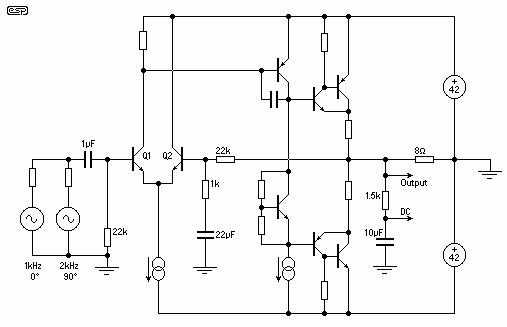 esp
+
42
1µF
Q1
Q2
22k
8Ω
1k
1.5k
Output
DC
22k
22µF
10µF
+
42
1kHz
0°
2kHz
90°